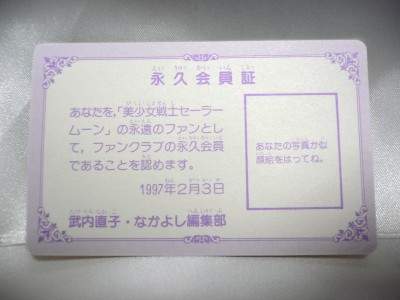 永久会員証
あなたを、「美少女戦士セーラー
ムーン」の永遠のファンとし
て、ファンクラブの永久会員
であることを認めます。
1997年2月3日
武内直子・なかよし編集部
あなたの写真か似
顔絵をはってね。